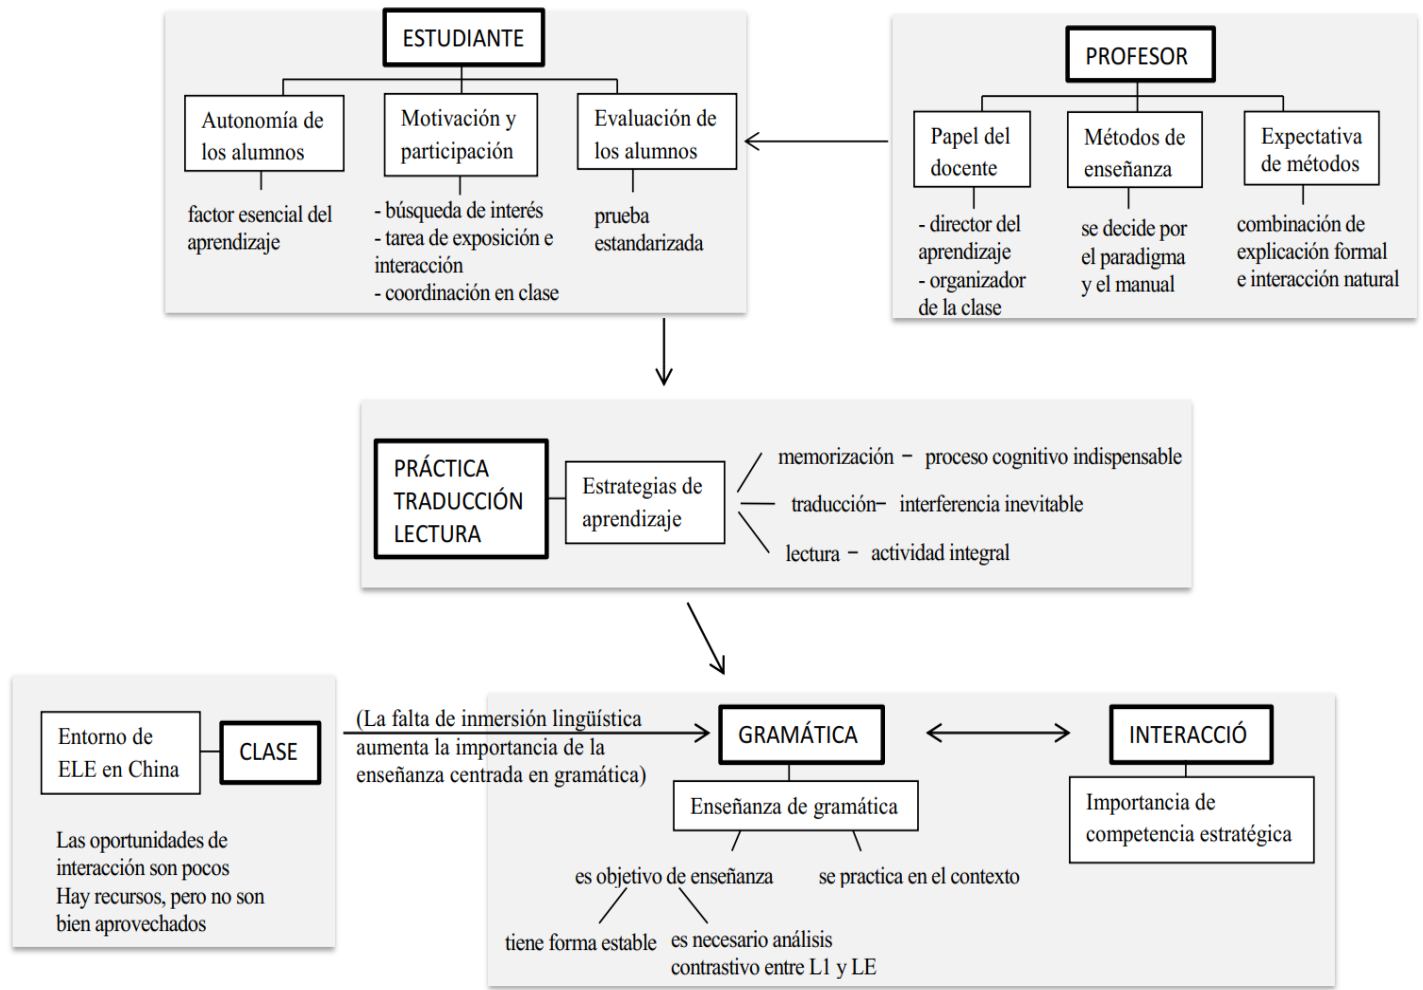 ESTUDIANTE
Autonomía de
los alumnos
factor esencial del
aprendizaje
Motivación y
participación
- búsqueda de interés
- tarea de exposición e
interacción
- coordinación en clase
Evaluación de
los alumnos
prueba
estandarizada
PROFESOR
Papel del
docente
- director del
aprendizaje
- organizador
de la clase
Métodos de
enseñanza
se decide por
el paradigma
y el manual
Expectativa
de métodos
combinación de
explicación formal
e interacción natural
PRÁCTICA
TRADUCCIÓN
LECTURA
Estrategias de
aprendizaje
memorización – proceso cognitivo indispensable
traducción– interferencia inevitable
lectura – actividad integral
Entorno de
ELE en China
CLASE
Las oportunidades de
interacción son pocos
Hay recursos, pero no son
bien aprovechados
(La falta de inmersión lingüística
aumenta la importancia de la
enseñanza centrada en gramática)
GRAMÁTICA
Enseñanza de gramática
es objetivo de enseñanza
se practica en el contexto
tiene forma estable
es necesario análisis
contrastivo entre L1 y LE
INTERACCIÓ
Importancia de
competencia estratégica